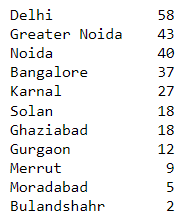 Delhi 58
Greater Noida 43
Noida 40
Bangalore 37
Karnal 27
Solan 18
Ghaziabad 18
Gurgaon 12
Merrut 9
Moradabad 5
Bulandshahr 2